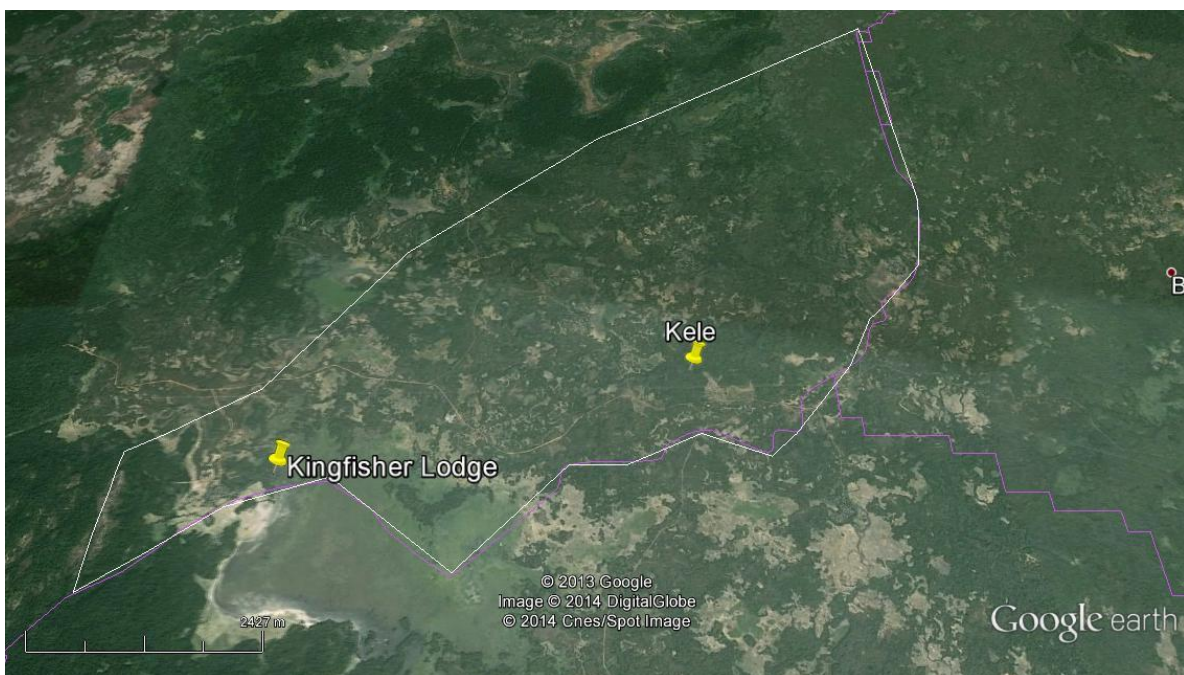 Kele
B
Kingfisher Lodge
© 2013 Google
Image © 2014 DigitalGlobe
© 2014 Cnes/Spot Image
2427 m
Google earth